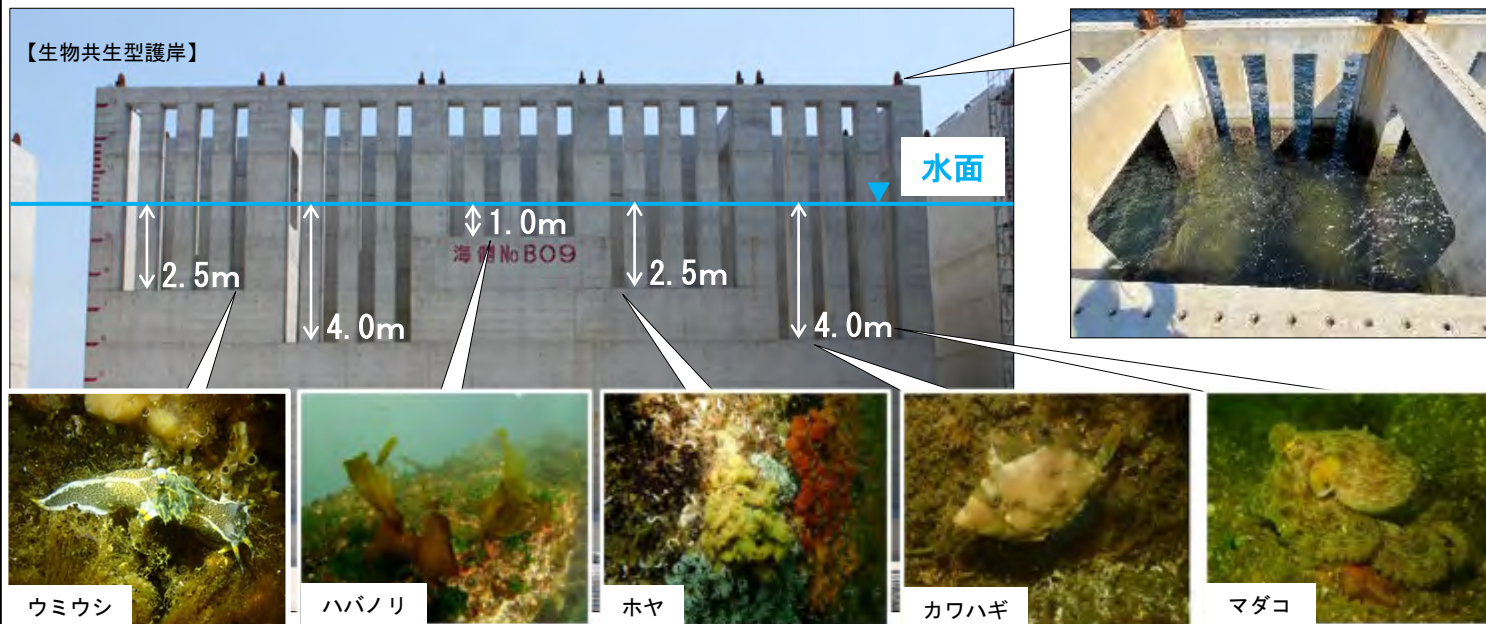 【生物共生型護岸】
水面
1.0m
海側No B09
2.5m
2.5m
4.0m
4.0m
ウミウシ
ハバノリ
ホヤ
カワハギ
マダコ